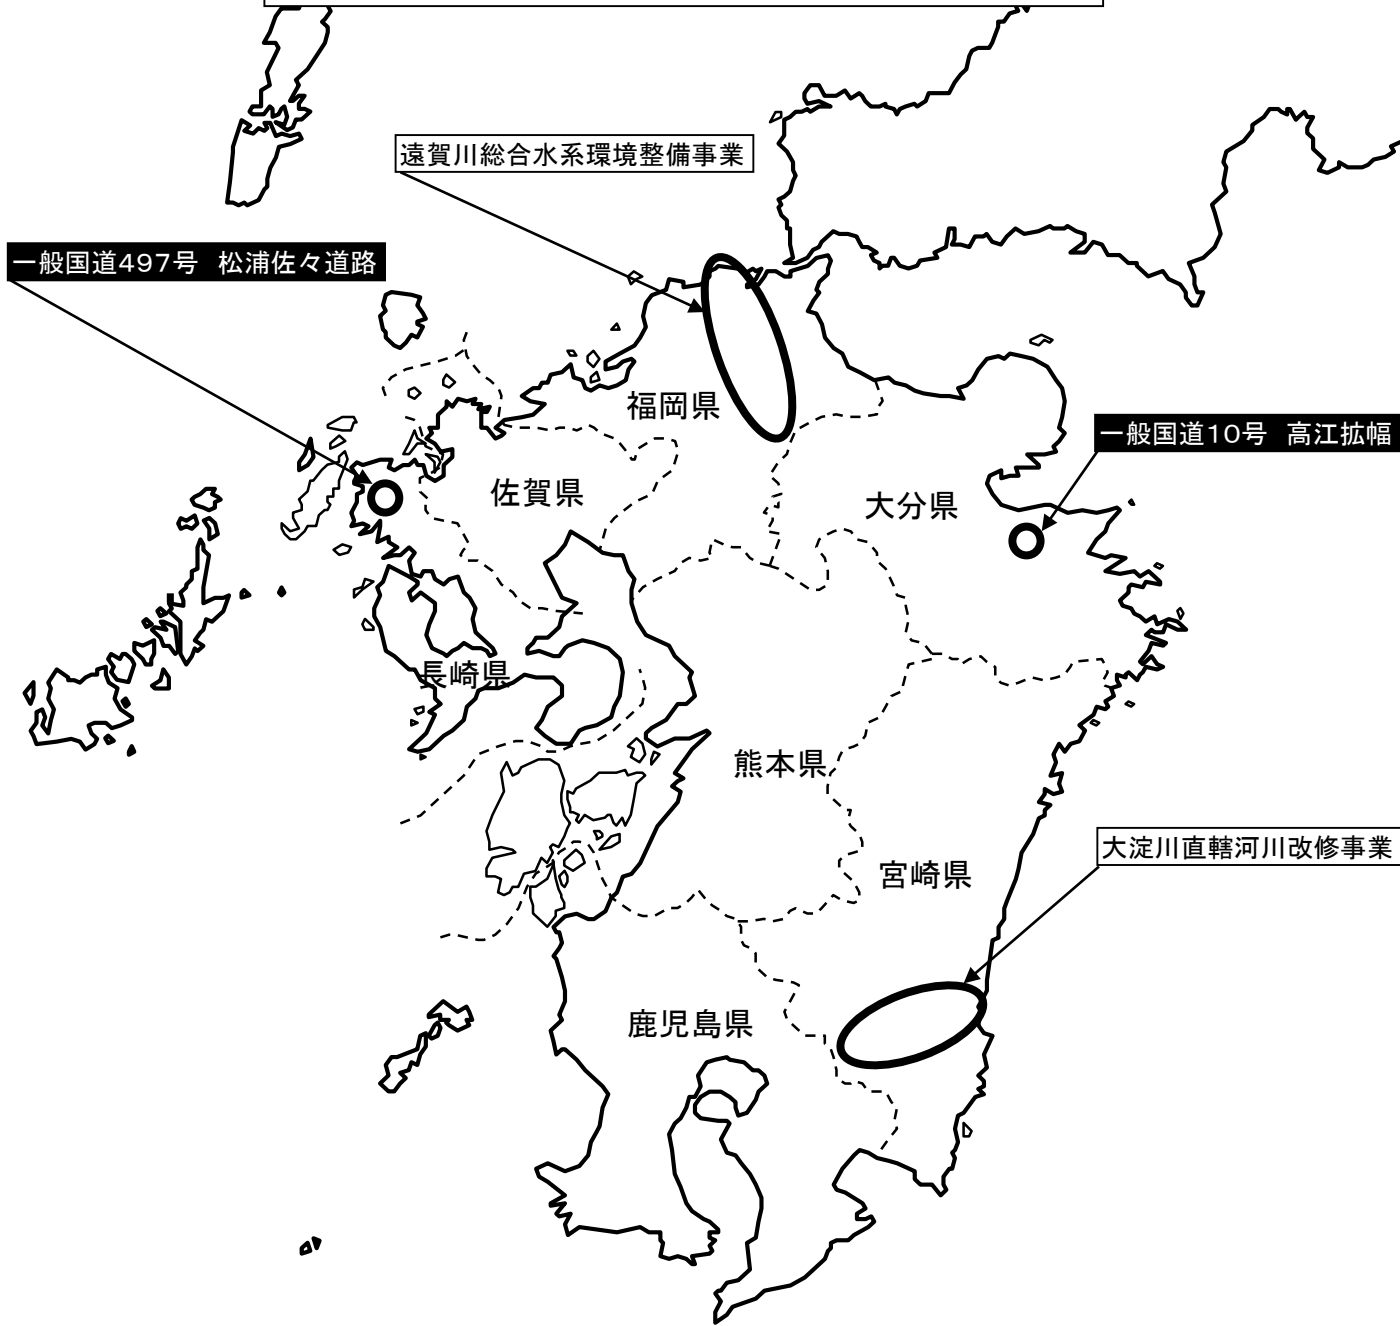 遠賀川総合水系環境整備事業
一般国道497号 松浦佐々道路
福岡県
一般国道10号 高江拡幅
佐賀県
大分県
長崎県
熊本県
大淀川直轄河川改修事業
宮崎県
鹿児島県